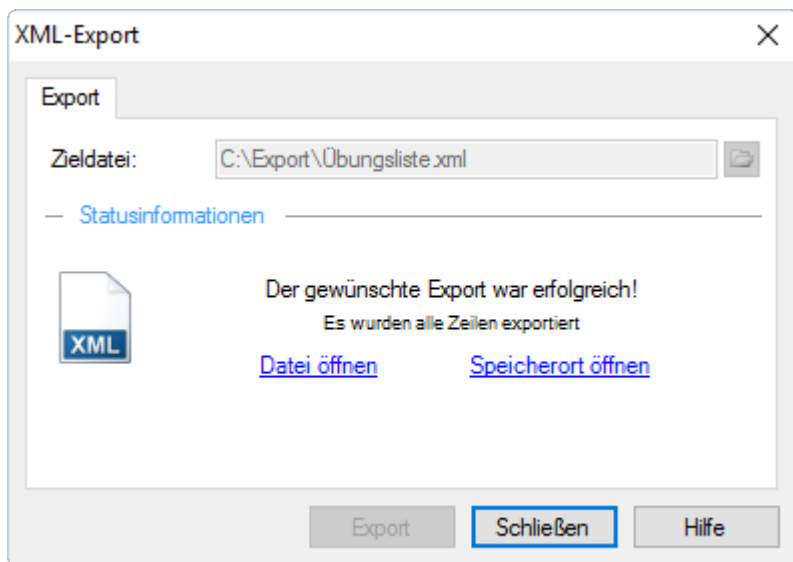 XML-Export
Export
Zieldatei: C:\Export\Übungsliste.xml
Statusinformationen
Der gewünschte Export war erfolgreich!
Es wurden alle Zeilen exportiert
XML
Datei öffnen Speicherort öffnen
Export Schließen Hilfe